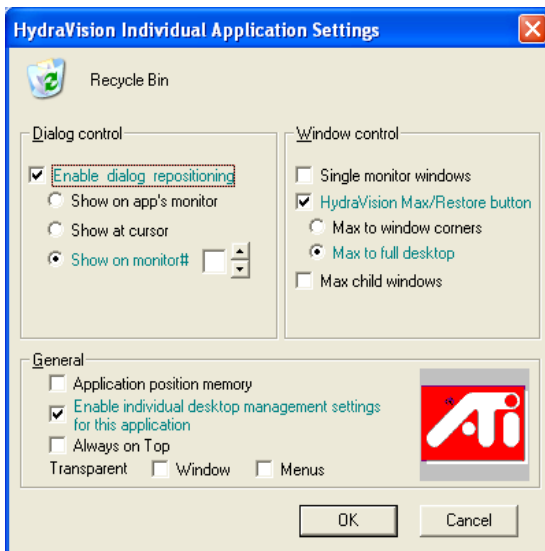 HydraVision Individual Application Settings
Recycle Bin
Dialog control
Enable dialog repositioning
Show on app's monitor
Show at cursor
Show on monitor#
Window control
Single monitor windows
HydraVision Max/Restore button
Max to window corners
Max to full desktop
Max child windows
General
Application position memory
Enable individual desktop management settings
for this application
Always on Top
Transparent Window Menus
ATi
OK Cancel